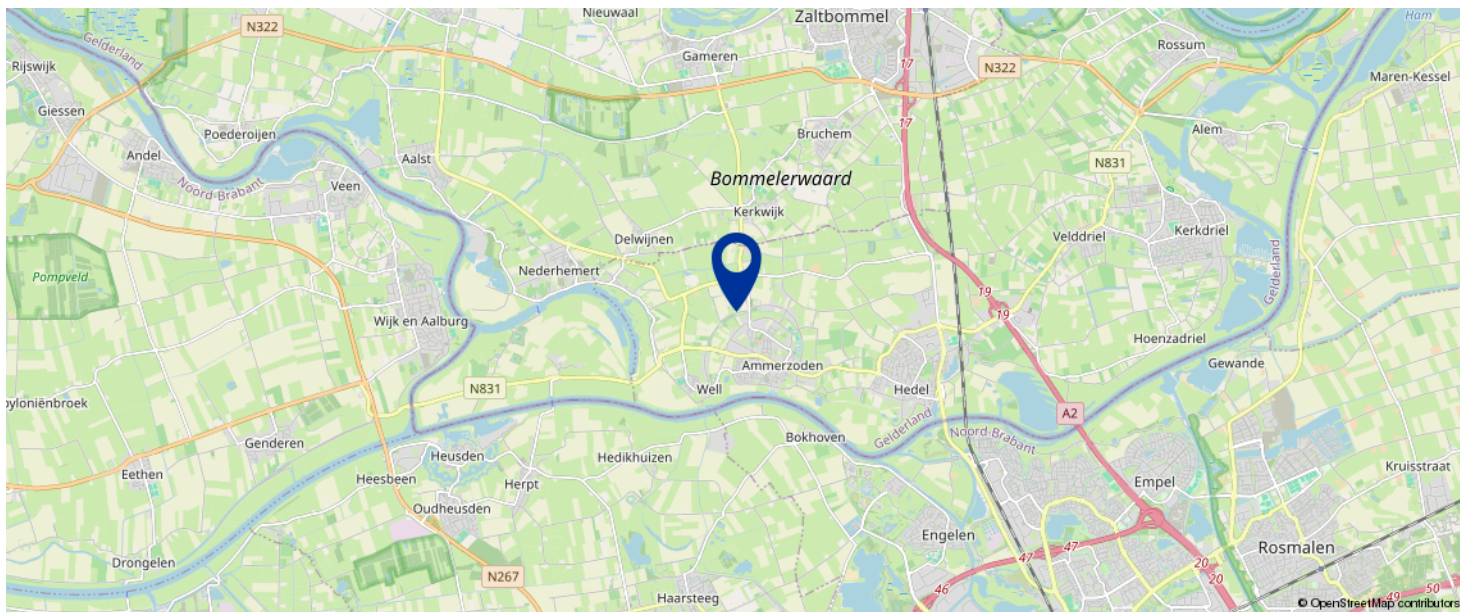 Nieuwaal
Zaltbommel
Ham
N322
Gelderland
Rossum
Gameren
17
N322
Rijswijk
Maren-Kessel
Giessen
17
Poederoijen
Bruchem
Alem
Andel
Aalst
N831
Noord-Brabant
Veen
Bommelerwaard
Kerkwijk
Delwijnen
Velddriel
Kerkdriel
Nederhemert
Gelderland
Pompveld
19
19
Wijk en Aalburg
Hoenzadriel
Ammerzoden
Gewande
N831
Well
Hedel
byloniënbroek
A2
Genderen
Bokhoven
Gelderland
Noord-Brabant
Heusden
Hedikhuizen
Eethen
Heesbeen
Herpt
Kruisstraat
Empel
Oudheusden
Engelen
Rosmalen
47
47
Drongelen
20
N267
20
46
50
Haarsteeg
© OpenStreetMap contributors